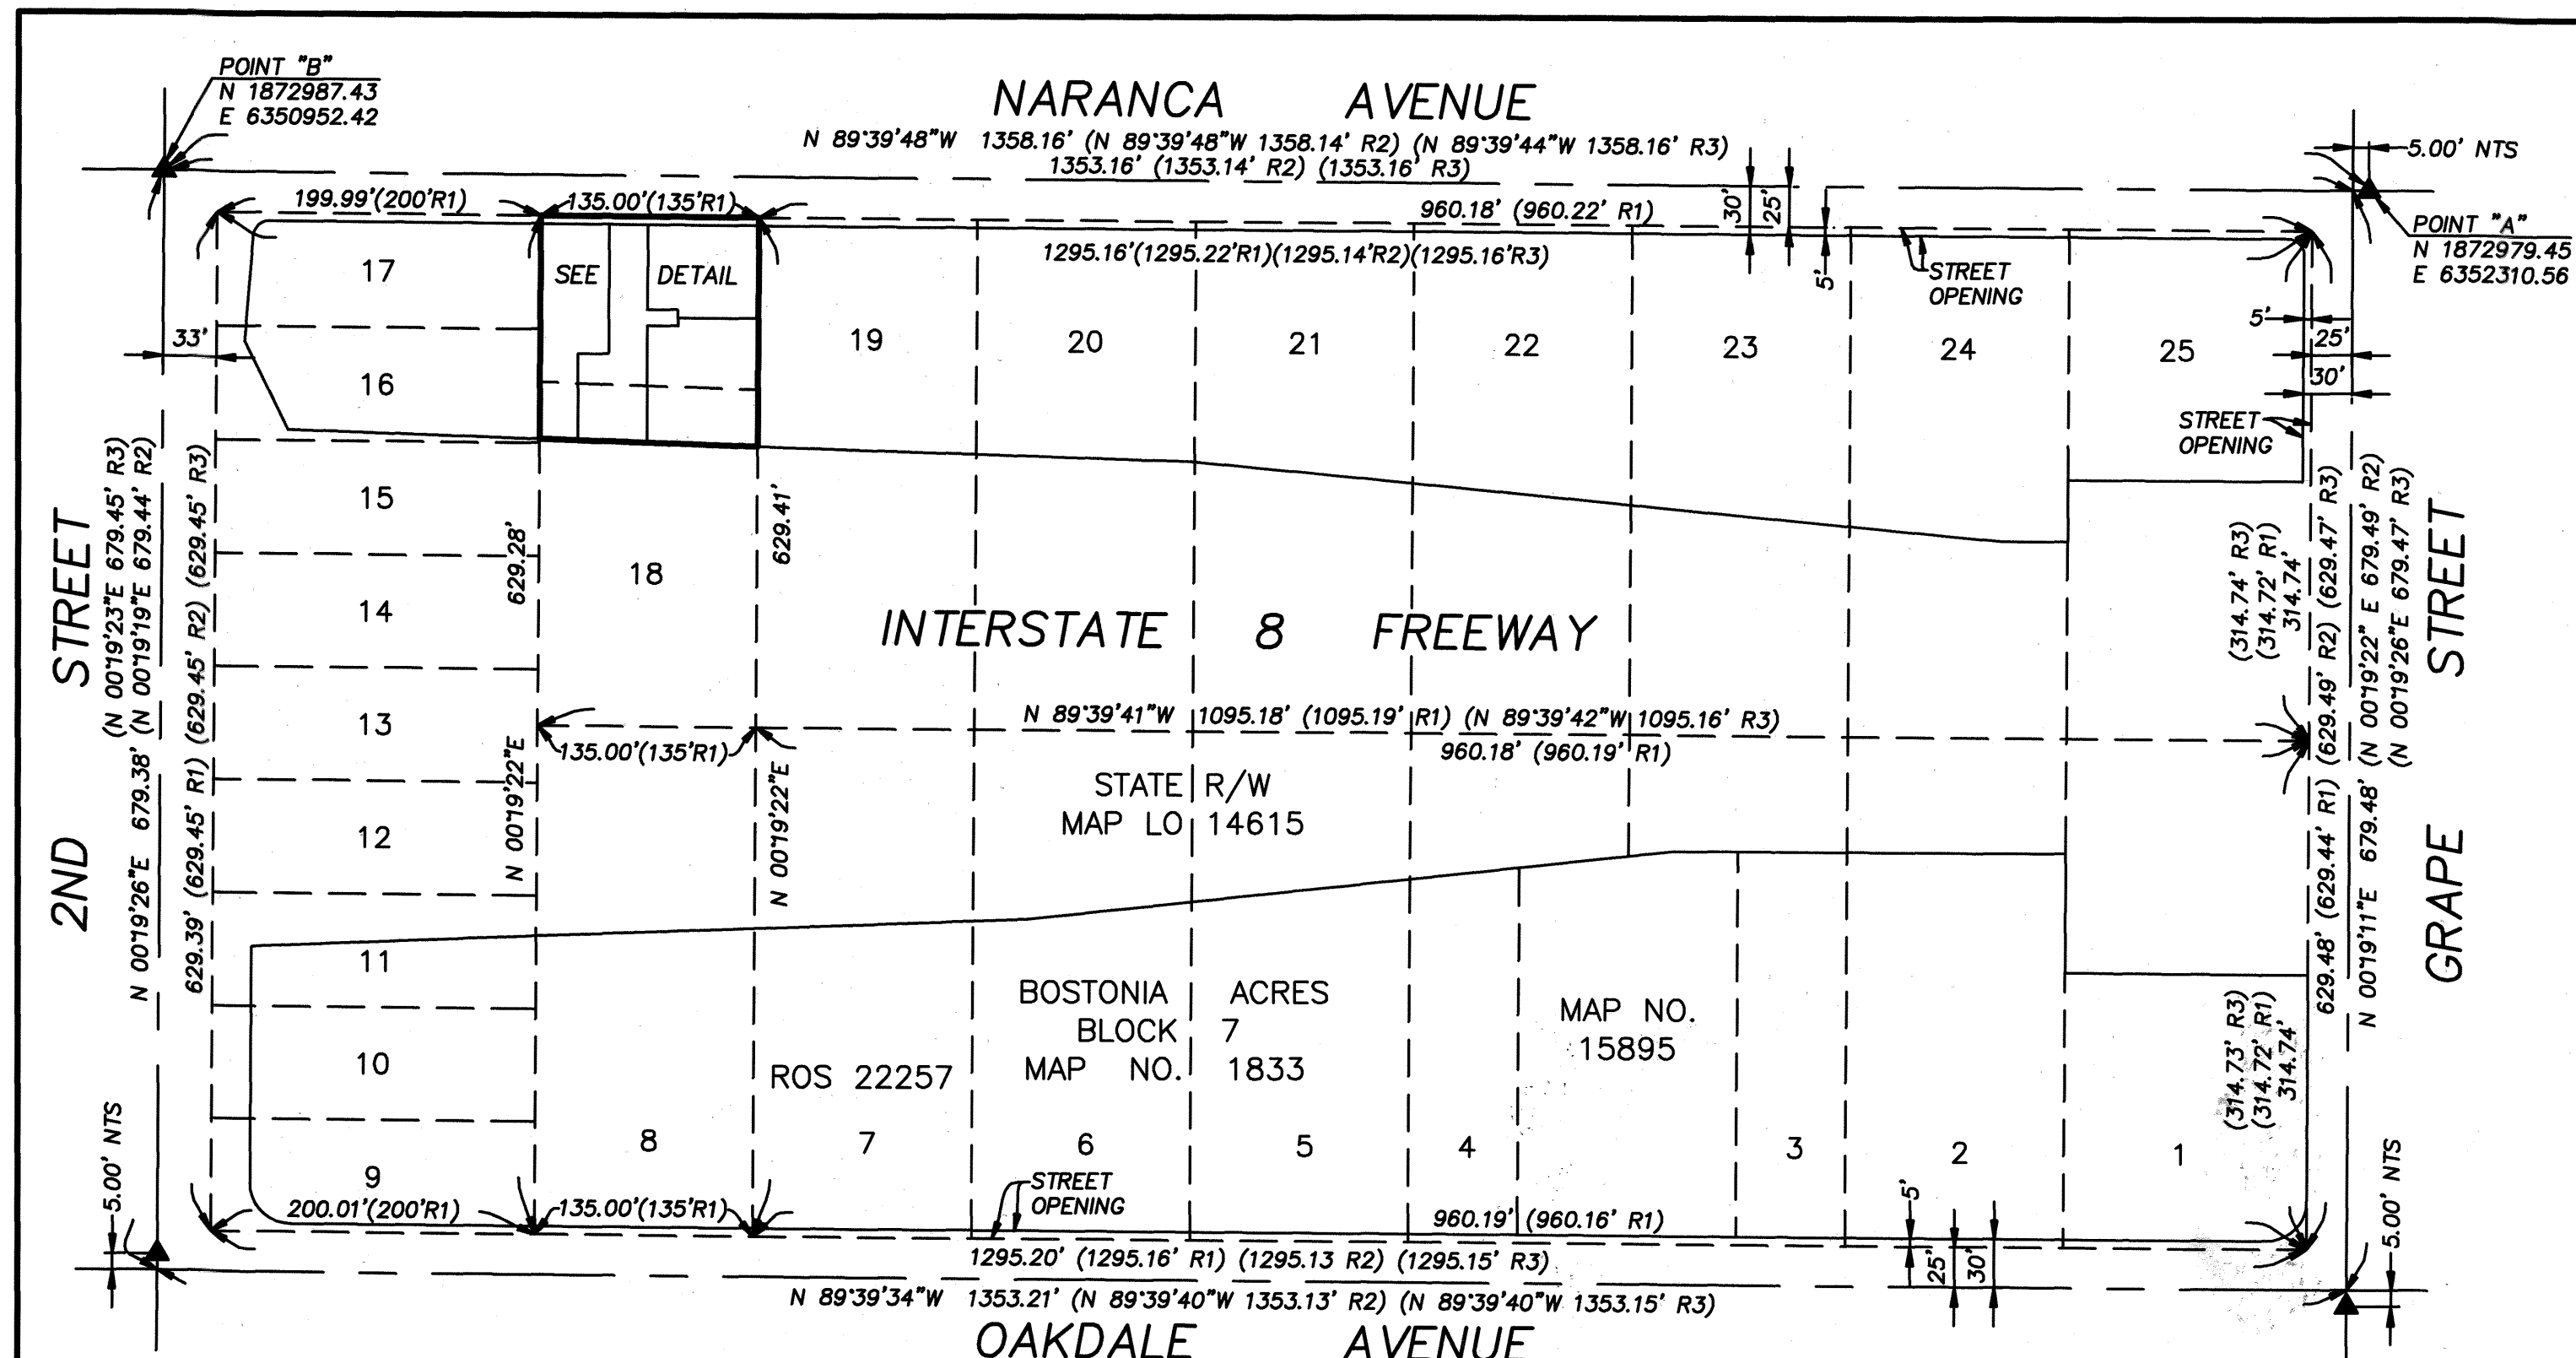 POINT "B"
N 1872987.43
E 6350952.42
NARANCA AVENUE
N 89°39'48"W 1358.16' (N 89°39'48"W 1358.14' R2) (N 89°39'44"W 1358.16' R3)
1353.16' (1353.14' R2) (1353.16' R3)
5.00' NTS
POINT "A"
N 1872979.45
E 6352310.56
199.99'(200'R1)
135.00'(135'R1)
960.18' (960.22' R1)
30'
25'
5'
1295.16'(1295.22'R1)(1295.14'R2)(1295.16'R3)
STREET
OPENING
17
SEE DETAIL
33'
16
19
20
21
22
23
24
25
5'
25'
30'
STREET
OPENING
2ND STREET
(N 00°19'23"E 679.45' R3)
(N 00°19'19"E 679.44' R2)
N 00°19'26"E 679.38'
629.39' (629.45' R1) (629.45' R2) (629.45' R3)
15
14
13
12
18
629.28'
N 00°19'22"E
629.41'
N 00°19'22"E
INTERSTATE 8 FREEWAY
N 89°39'41"W 1095.18' (1095.19' R1) (N 89°39'42"W 1095.16' R3)
135.00'(135'R1)
960.18' (960.19' R1)
STATE R/W
MAP LO 14615
(314.74' R3)
(314.72' R1)
314.74'
629.48' (629.44' R1) (629.49' R2) (629.47' R3)
(N 00°19'22" E 679.49' R2)
N 00°19'11"E 679.48'
(N 00°19'26"E 679.47' R3)
GRAPE STREET
11
10
9
8
7
6
5
4
3
2
1
BOSTONIA ACRES
BLOCK 7
MAP NO. 1833
ROS 22257
MAP NO.
15895
(314.73' R3)
(314.72' R1)
314.74'
5.00' NTS
200.01'(200'R1)
135.00'(135'R1)
STREET
OPENING
960.19' (960.16' R1)
5'
25'
30'
5.00' NTS
1295.20' (1295.16' R1) (1295.13 R2) (1295.15' R3)
N 89°39'34"W 1353.21' (N 89°39'40"W 1353.13' R2) (N 89°39'40"W 1353.15' R3)
OAKDALE AVENUE